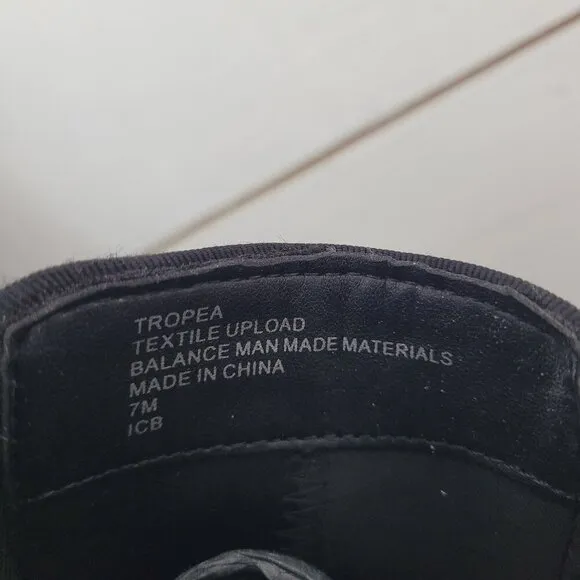 TROPEA
TEXTILE UPLOAD
BALANCE MAN MADE MATERIALS
MADE IN CHINA
7M
ICB